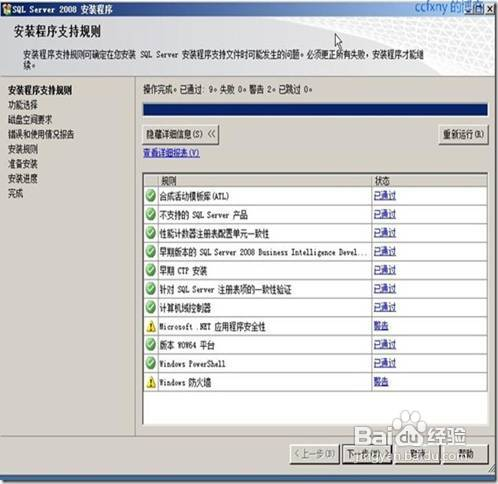 SQL Server 2008 安装程序
ccfxny 的博客
安装程序支持规则
安装程序支持规则可确定在您安装 SQL Server 安装程序支持文件时可能发生的问题。必须更正所有失败，安装程序才能继续。
安装程序支持规则
功能选择
磁盘空间要求
错误和使用情况报告
安装规则
准备安装
安装进度
完成
操作完成。已通过: 9。失败 0。警告 2。已跳过 0。
隐藏详细信息(S) <<
重新运行(R)
查看详细报表(V)
规则 状态
合成活动模板库(ATL) 已通过
不支持的 SQL Server 产品 已通过
性能计数器注册表配置单元一致性 已通过
早期版本的 SQL Server 2008 Business Intelligence Devel... 已通过
早期 CTP 安装 已通过
针对 SQL Server 注册表项的一致性验证 已通过
计算机域控制器 已通过
Microsoft .NET 应用程序安全性 警告
版本 WOW64 平台 已通过
Windows PowerShell 已通过
Windows 防火墙 警告
< 上一步(B)
下一步(N) >
取消
帮助
Baidu 经验
jingyan.baidu.com